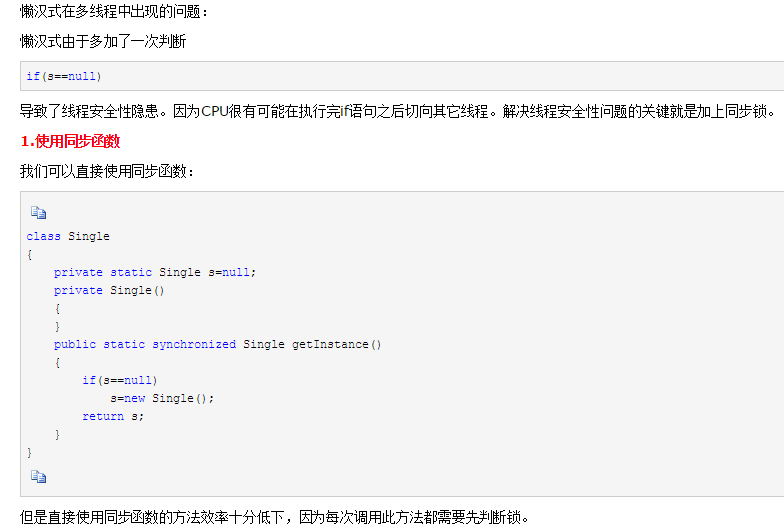 懒汉式在多线程中出现的问题：
懒汉式由于多加了一次判断
if(s==null)
导致了线程安全性隐患。因为CPU很有可能在执行完if语句之后切向其它线程。解决线程安全性问题的关键就是加上同步锁。
1.使用同步函数
我们可以直接使用同步函数：
class Single
{
    private static Single s=null;
    private Single()
    {
    }
    public static synchronized Single getInstance()
    {
        if(s==null)
            s=new Single();
        return s;
    }
}
但是直接使用同步函数的方法效率十分低下，因为每次调用此方法都需要先判断锁。